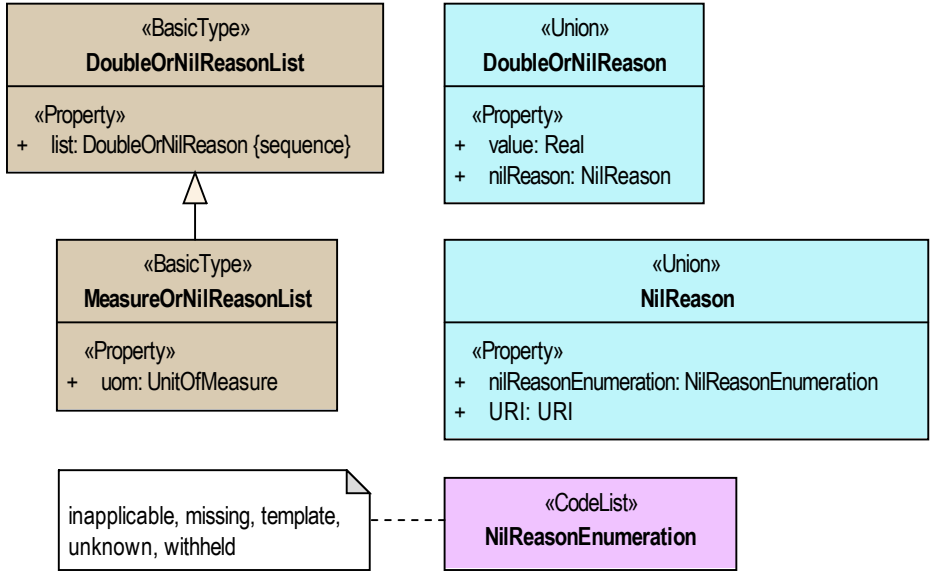 «BasicType»
DoubleOrNilReasonList
«Property»
+ list: DoubleOrNilReason {sequence}
«Union»
DoubleOrNilReason
«Property»
+ value: Real
+ nilReason: NilReason
«BasicType»
MeasureOrNilReasonList
«Property»
+ uom: UnitOfMeasure
«Union»
NilReason
«Property»
+ nilReasonEnumeration: NilReasonEnumeration
+ URI: URI
inapplicable, missing, template,
unknown, withheld
«CodeList»
NilReasonEnumeration